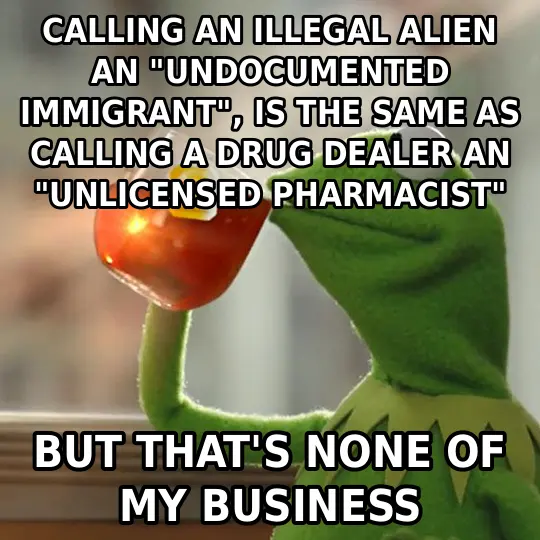 CALLING AN ILLEGAL ALIEN
AN "UNDOCUMENTED
IMMIGRANT", IS THE SAME AS
CALLING A DRUG DEALER AN
"UNLICENSED PHARMACIST"
BUT THAT'S NONE OF
MY BUSINESS